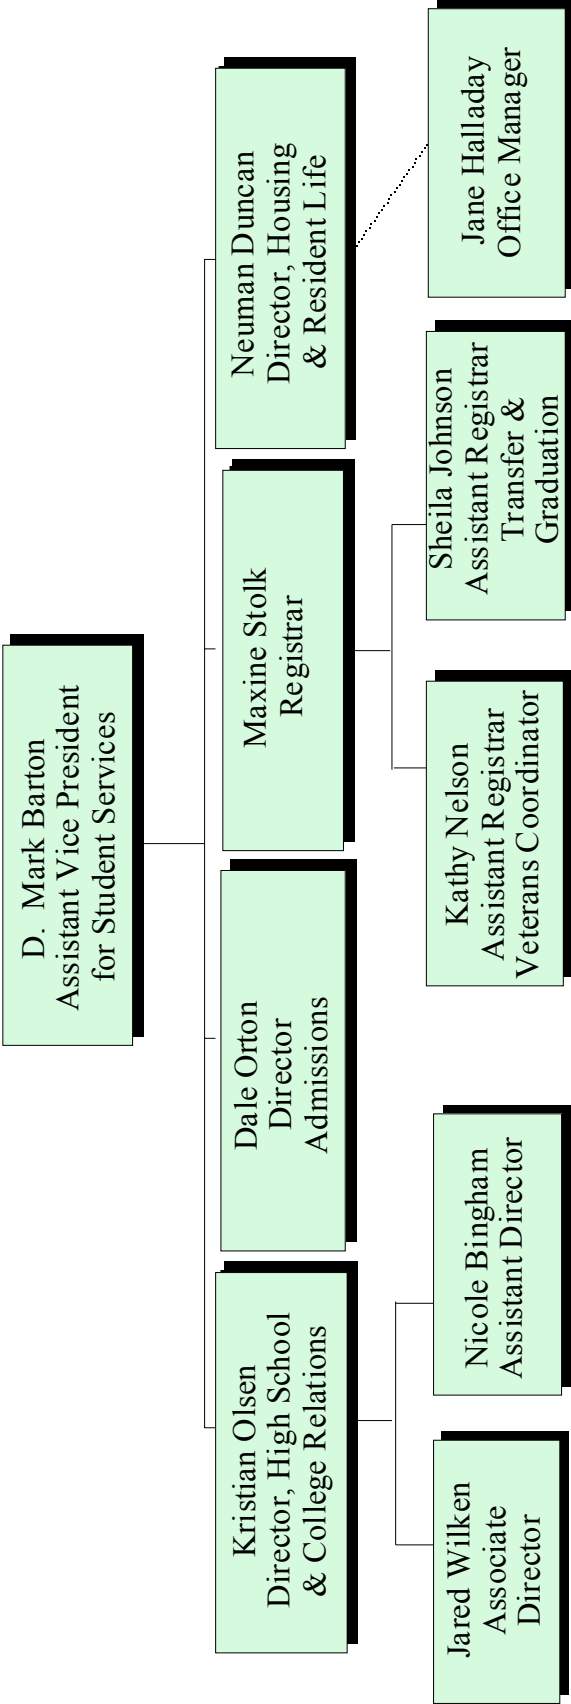 D. Mark Barton
Assistant Vice President
for Student Services
Kristian Olsen
Director, High School
& College Relations
Dale Orton
Director
Admissions
Maxine Stolk
Registrar
Neuman Duncan
Director, Housing
& Resident Life
Jared Wilken
Associate
Director
Nicole Bingham
Assistant Director
Kathy Nelson
Assistant Registrar
Veterans Coordinator
Sheila Johnson
Assistant Registrar
Transfer &
Graduation
Jane Halladay
Office Manager